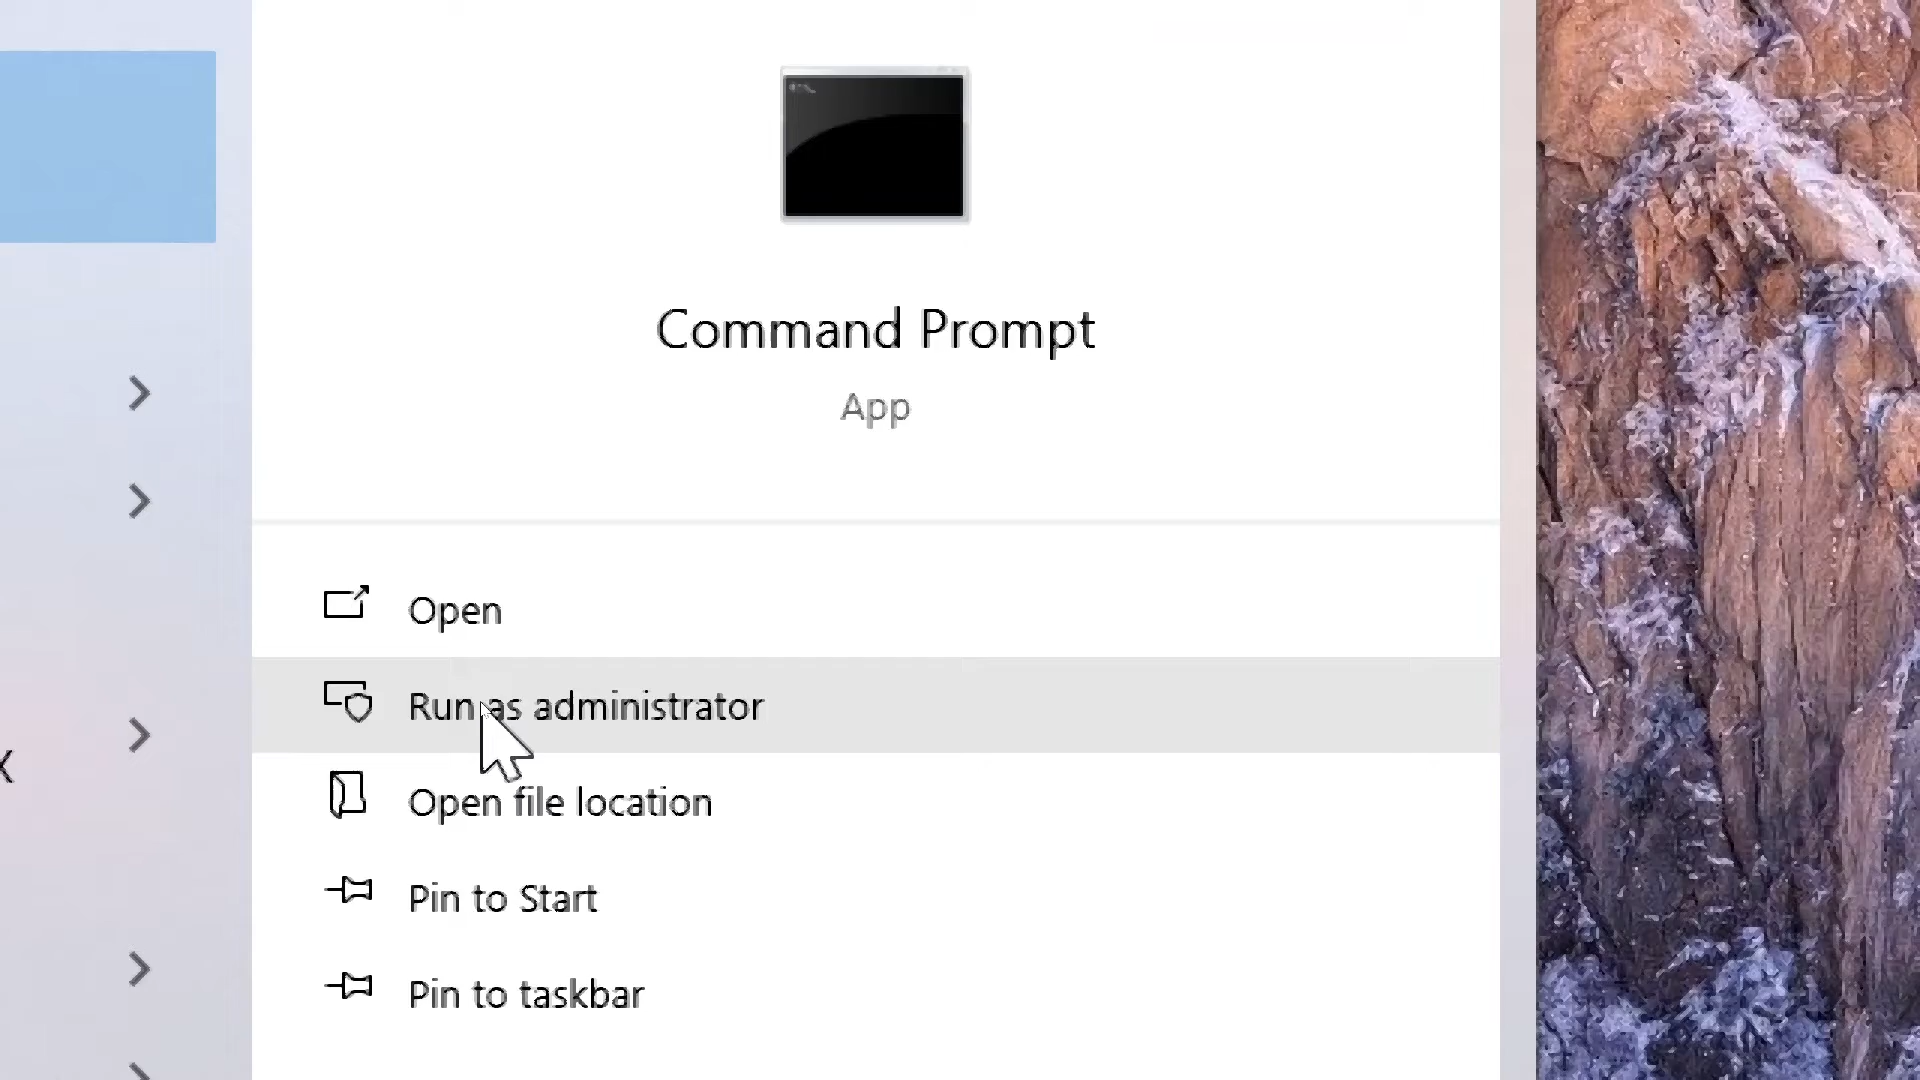 Command Prompt
App
Open
Run as administrator
Open file location
Pin to Start
Pin to taskbar